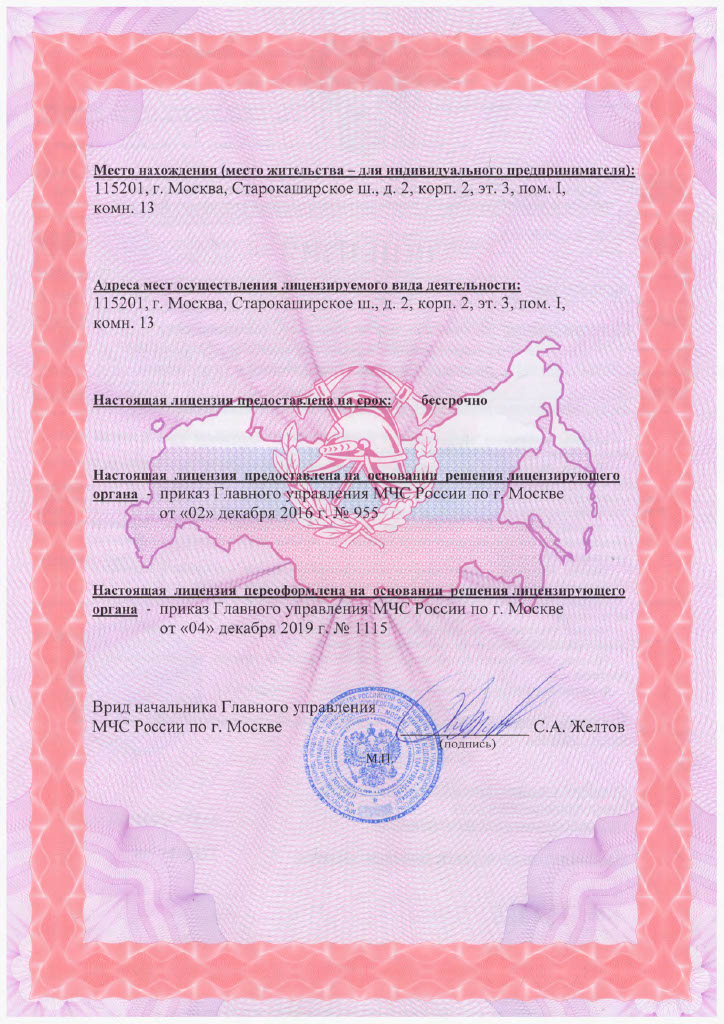 Место нахождения (место жительства – для индивидуального предпринимателя):
115201, г. Москва, Старокаширское ш., д. 2, корп. 2, эт. 3, пом. I,
комн. 13
Адреса мест осуществления лицензируемого вида деятельности:
115201, г. Москва, Старокаширское ш., д. 2, корп. 2, эт. 3, пом. I,
комн. 13
Настоящая лицензия предоставлена на срок: бессрочно
Настоящая лицензия предоставлена на основании решения лицензирующего
органа - приказ Главного управления МЧС России по г. Москве
от «02» декабря 2016 г. № 955
Настоящая лицензия переоформлена на основании решения лицензирующего
органа - приказ Главного управления МЧС России по г. Москве
от «04» декабря 2019 г. № 1115
Врид начальника Главного управления
МЧС России по г. Москве С.А. Желтов
(подпись)
М.П.